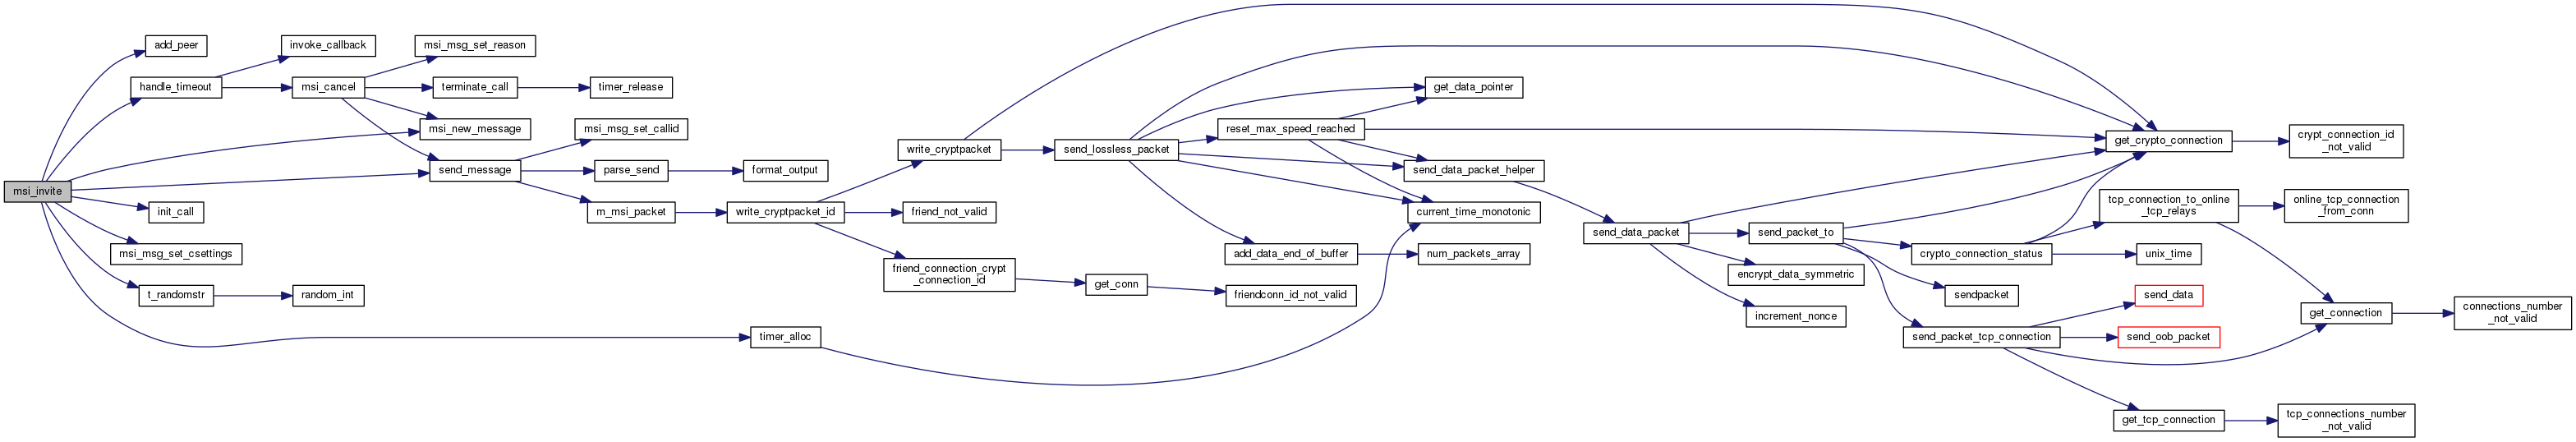 msi_invite
add_peer
handle_timeout
invoke_callback
msi_cancel
msi_msg_set_reason
terminate_call
timer_release
msi_new_message
send_message
msi_msg_set_callid
parse_send
format_output
m_msi_packet
init_call
msi_msg_set_csettings
t_randomstr
random_int
timer_alloc
write_cryptpacket_id
write_cryptpacket
friend_not_valid
friend_connection_crypt
_connection_id
get_conn
friendconn_id_not_valid
send_lossless_packet
get_data_pointer
reset_max_speed_reached
send_data_packet_helper
current_time_monotonic
add_data_end_of_buffer
num_packets_array
send_data_packet
send_packet_to
encrypt_data_symmetric
increment_nonce
get_crypto_connection
crypt_connection_id
_not_valid
crypto_connection_status
tcp_connection_to_online
_tcp_relays
online_tcp_connection
_from_conn
unix_time
sendpacket
send_packet_tcp_connection
send_data
send_oob_packet
get_connection
connections_number
_not_valid
get_tcp_connection
tcp_connections_number
_not_valid